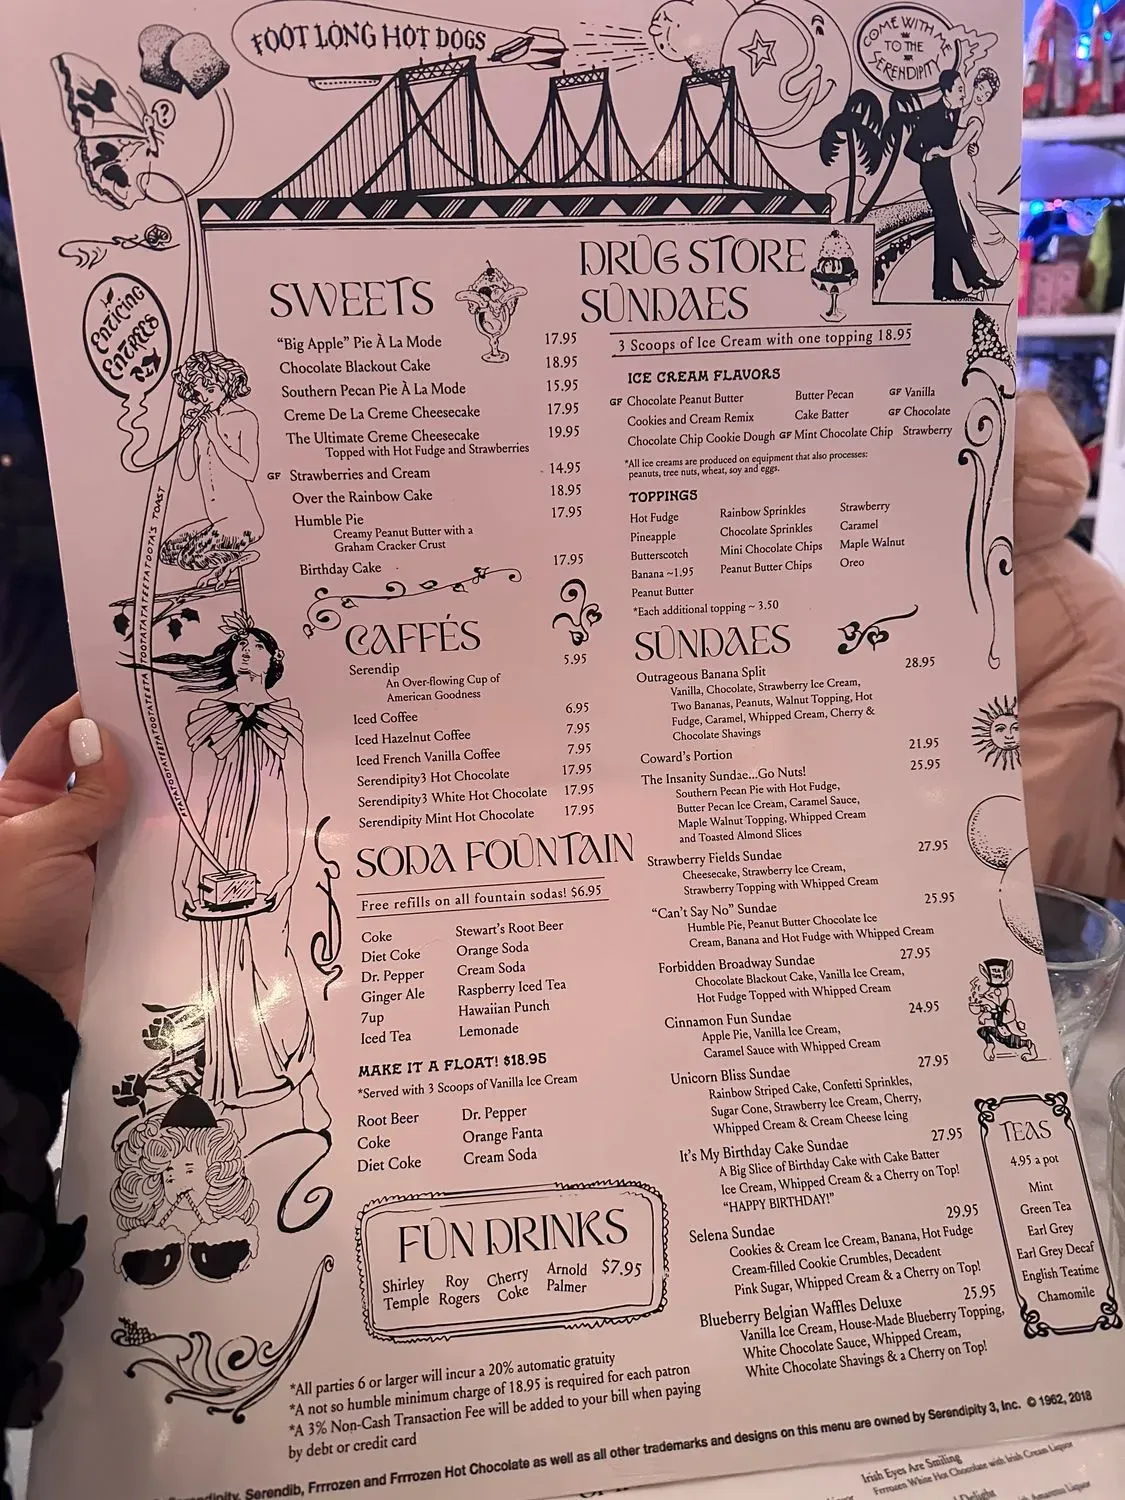 FOOT LONG HOT DOGS
COME WITH ME
TO THE
SERENDIPITY
ENTICING
ENTREES
SWEETS
"Big Apple" Pie À La Mode 17.95
Chocolate Blackout Cake 18.95
Southern Pecan Pie À La Mode 15.95
Creme De La Creme Cheesecake 17.95
The Ultimate Creme Cheesecake 19.95
Topped with Hot Fudge and Strawberries
GF Strawberries and Cream 14.95
Over the Rainbow Cake 18.95
Humble Pie 17.95
Creamy Peanut Butter with a
Graham Cracker Crust
Birthday Cake 17.95
CAFFÉS
Serendip 5.95
An Over-flowing Cup of
American Goodness
Iced Coffee 6.95
Iced Hazelnut Coffee 7.95
Iced French Vanilla Coffee 7.95
Serendipity3 Hot Chocolate 17.95
Serendipity3 White Hot Chocolate 17.95
Serendipity Mint Hot Chocolate 17.95
SODA FOUNTAIN
Free refills on all fountain sodas! $6.95
Coke Stewart's Root Beer
Diet Coke Orange Soda
Dr. Pepper Cream Soda
Ginger Ale Raspberry Iced Tea
7up Hawaiian Punch
Iced Tea Lemonade
MAKE IT A FLOAT! $18.95
*Served with 3 Scoops of Vanilla Ice Cream
Root Beer Dr. Pepper
Coke Orange Fanta
Diet Coke Cream Soda
FUN DRINKS
Shirley Roy Cherry Arnold $7.95
Temple Rogers Coke Palmer
DRUG STORE
SUNDAES
3 Scoops of Ice Cream with one topping 18.95
ICE CREAM FLAVORS
GF Chocolate Peanut Butter Butter Pecan GF Vanilla
Cookies and Cream Remix Cake Batter GF Chocolate
Chocolate Chip Cookie Dough GF Mint Chocolate Chip Strawberry
*All ice creams are produced on equipment that also processes:
peanuts, tree nuts, wheat, soy and eggs.
TOPPINGS
Hot Fudge Rainbow Sprinkles Strawberry
Pineapple Chocolate Sprinkles Caramel
Butterscotch Mini Chocolate Chips Maple Walnut
Banana ~1.95 Peanut Butter Chips Oreo
Peanut Butter
*Each additional topping ~ 3.50
SUNDAES
Outrageous Banana Split 28.95
Vanilla, Chocolate, Strawberry Ice Cream,
Two Bananas, Peanuts, Walnut Topping, Hot
Fudge, Caramel, Whipped Cream, Cherry &
Chocolate Shavings
Coward's Portion 21.95
The Insanity Sundae...Go Nuts! 25.95
Southern Pecan Pie with Hot Fudge,
Butter Pecan Ice Cream, Caramel Sauce,
Maple Walnut Topping, Whipped Cream
and Toasted Almond Slices
Strawberry Fields Sundae 27.95
Cheesecake, Strawberry Ice Cream,
Strawberry Topping with Whipped Cream
"Can't Say No" Sundae 25.95
Humble Pie, Peanut Butter Chocolate Ice
Cream, Banana and Hot Fudge with Whipped Cream
Forbidden Broadway Sundae 27.95
Chocolate Blackout Cake, Vanilla Ice Cream,
Hot Fudge Topped with Whipped Cream
Cinnamon Fun Sundae 24.95
Apple Pie, Vanilla Ice Cream,
Caramel Sauce with Whipped Cream
Unicorn Bliss Sundae 27.95
Rainbow Striped Cake, Confetti Sprinkles,
Sugar Cone, Strawberry Ice Cream, Cherry,
Whipped Cream & Cream Cheese Icing
It's My Birthday Cake Sundae 27.95
A Big Slice of Birthday Cake with Cake Batter
Ice Cream, Whipped Cream & a Cherry on Top!
"HAPPY BIRTHDAY!"
Selena Sundae 29.95
Cookies & Cream Ice Cream, Banana, Hot Fudge
Cream-filled Cookie Crumbles, Decadent
Pink Sugar, Whipped Cream & a Cherry on Top!
Blueberry Belgian Waffles Deluxe 25.95
Vanilla Ice Cream, House-Made Blueberry Topping,
White Chocolate Sauce, Whipped Cream,
White Chocolate Shavings & a Cherry on Top!
TEA
TIME
TEAS
4.95 a pot
Mint
Green Tea
Earl Grey
Earl Grey Decaf
English Teatime
Chamomile
*All parties 6 or larger will incur a 20% automatic gratuity
*A not so humble minimum charge of 18.95 is required for each patron
*A 3% Non-Cash Transaction Fee will be added to your bill when paying
by debt or credit card
Serendib, Frrrozen and Frrrozen Hot Chocolate as well as all other trademarks and designs on this menu are owned by Serendipity 3, Inc. © 1962, 2018
Irish Eyes Are Smiling
Frrrozen White Hot Chocolate with Irish Cream Liquor
Delight